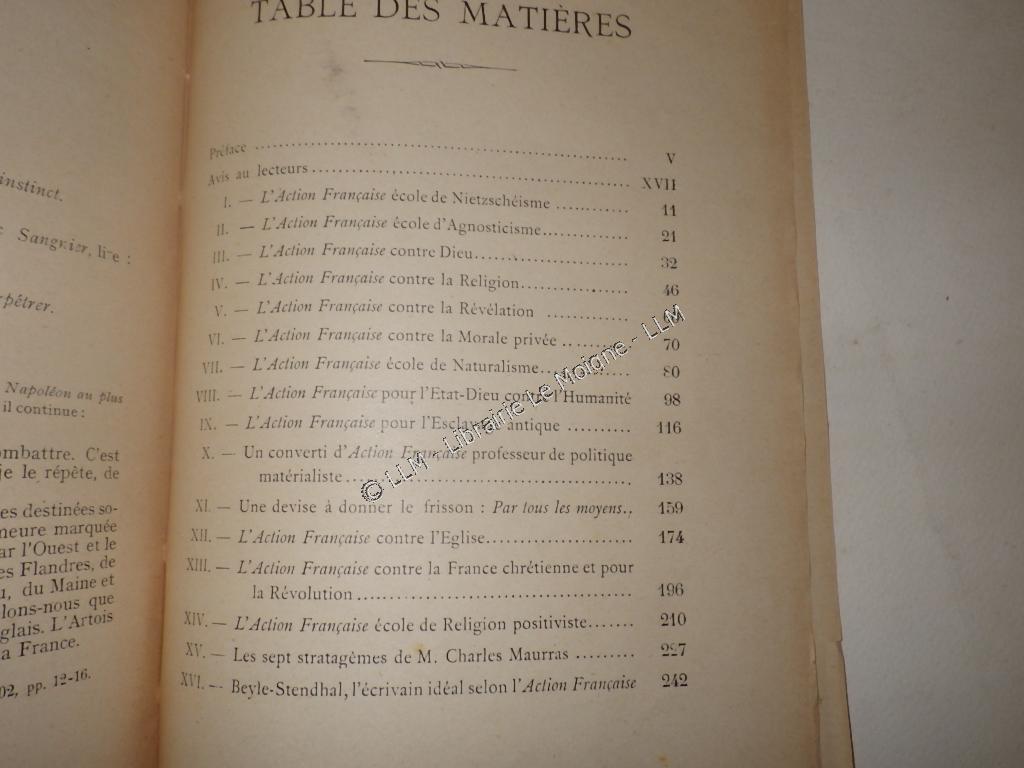 instinct.
Sangnier, lire :
pétrer.
Napoléon au plus
il continue :
ombattre. C'est
je le répète, de
es destinées so-
meure marquée
ar l'Ouest et le
es Flandres, de
u, du Maine et
lons-nous que
glais. L'Artois
a France.
02, pp. 12-16.
TABLE DES MATIÈRES
Préface ........ V
Avis au lecteurs ........ XVII
I. — L'Action Française école de Nietzschéisme ........ 11
II. — L'Action Française école d'Agnosticisme ........ 21
III. — L'Action Française contre Dieu ........ 32
IV. — L'Action Française contre la Religion ........ 46
V. — L'Action Française contre la Révélation ........
VI. — L'Action Française contre la Morale privée ........ 70
VII. — L'Action Française école de Naturalisme ........ 80
VIII. — L'Action Française pour l'Etat-Dieu contre l'Humanité 98
IX. — L'Action Française pour l'Esclavage antique ........ 116
X. — Un converti d'Action Française professeur de politique
matérialiste ........ 138
XI. — Une devise à donner le frison : Par tous les moyens.. 159
XII. — L'Action Française contre l'Eglise ........ 174
XIII. — L'Action Française contre la France chrétienne et pour
la Révolution ........ 196
XIV. — L'Action Française école de Religion positiviste ........ 210
XV. — Les sept stratagèmes de M. Charles Maurras ........ 227
XVI. — Beyle-Stendhal, l'écrivain idéal selon l'Action Française 242
© LLM - Librairie Le Moigne - LLM